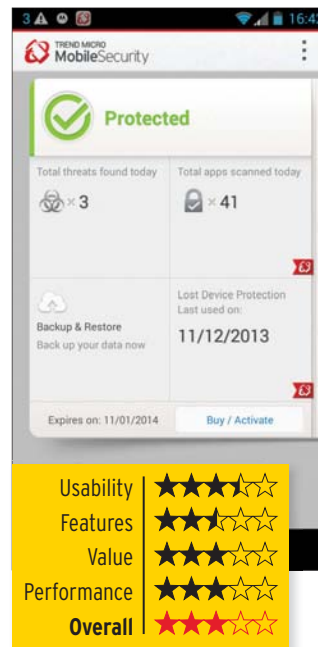 3 16:42
TREND MICRO
MobileSecurity
Protected
Total threats found today
× 3
Total apps scanned today
× 41
Backup & Restore
Back up your data now
Lost Device Protection
Last used on:
11/12/2013
Expires on: 11/01/2014
Buy / Activate
Usability
Features
Value
Performance
Overall